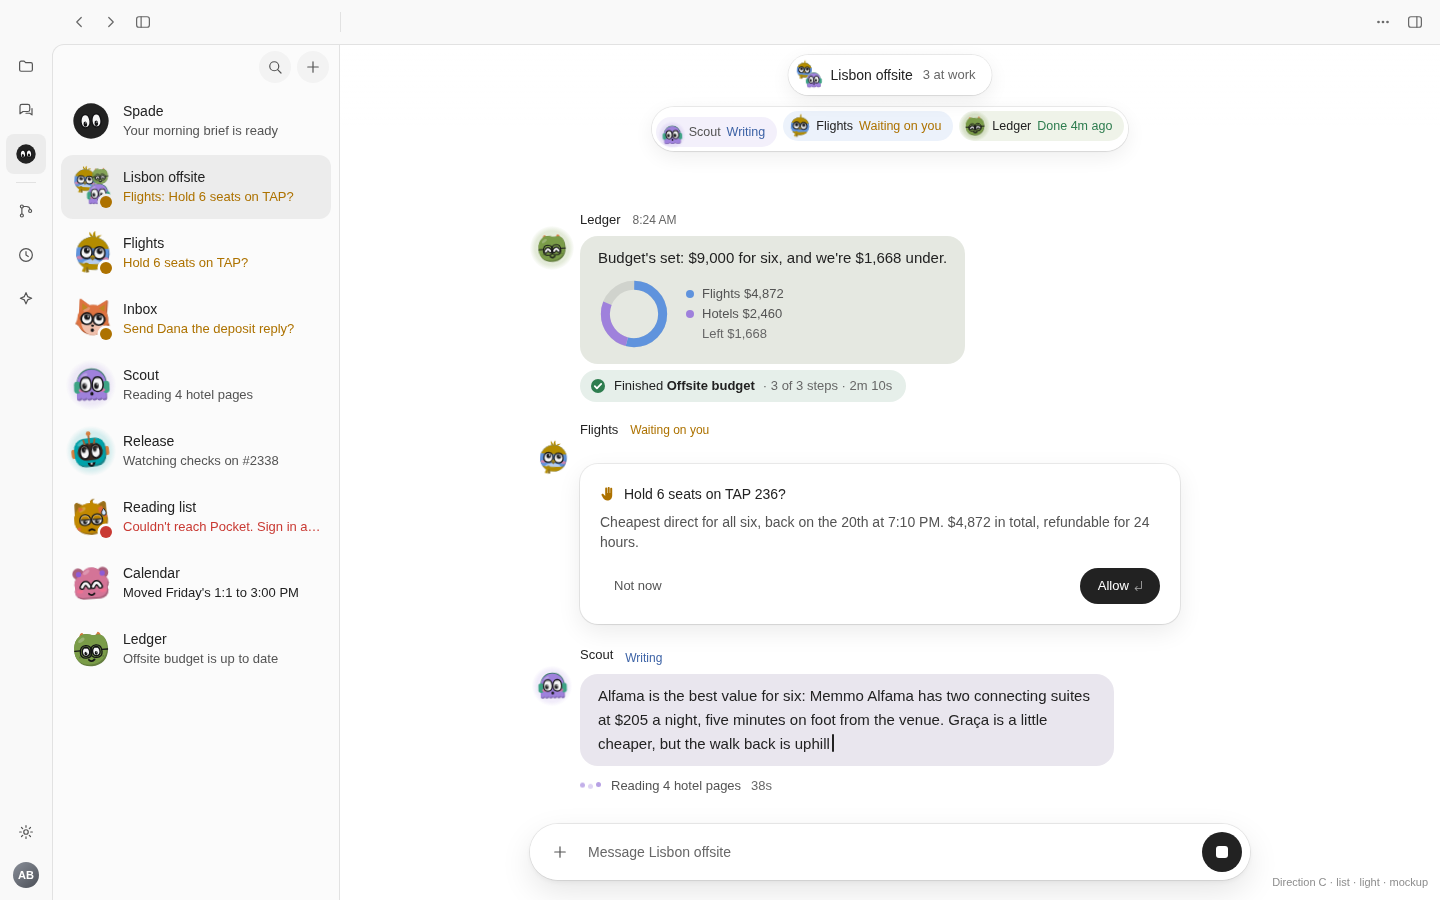 Lisbon offsite 3 at work
Scout Writing Flights Waiting on you Ledger Done 4m ago
Spade
Your morning brief is ready
Lisbon offsite
Flights: Hold 6 seats on TAP?
Flights
Hold 6 seats on TAP?
Inbox
Send Dana the deposit reply?
Scout
Reading 4 hotel pages
Release
Watching checks on #2338
Reading list
Couldn't reach Pocket. Sign in a…
Calendar
Moved Friday's 1:1 to 3:00 PM
Ledger
Offsite budget is up to date
AB
Ledger 8:24 AM
Budget's set: $9,000 for six, and we're $1,668 under.
Flights $4,872
Hotels $2,460
Left $1,668
Finished Offsite budget · 3 of 3 steps · 2m 10s
Flights Waiting on you
Hold 6 seats on TAP 236?
Cheapest direct for all six, back on the 20th at 7:10 PM. $4,872 in total, refundable for 24
hours.
Not now
Allow
Scout Writing
Alfama is the best value for six: Memmo Alfama has two connecting suites
at $205 a night, five minutes on foot from the venue. Graça is a little
cheaper, but the walk back is uphill
Reading 4 hotel pages 38s
Message Lisbon offsite
Direction C · list · light · mockup